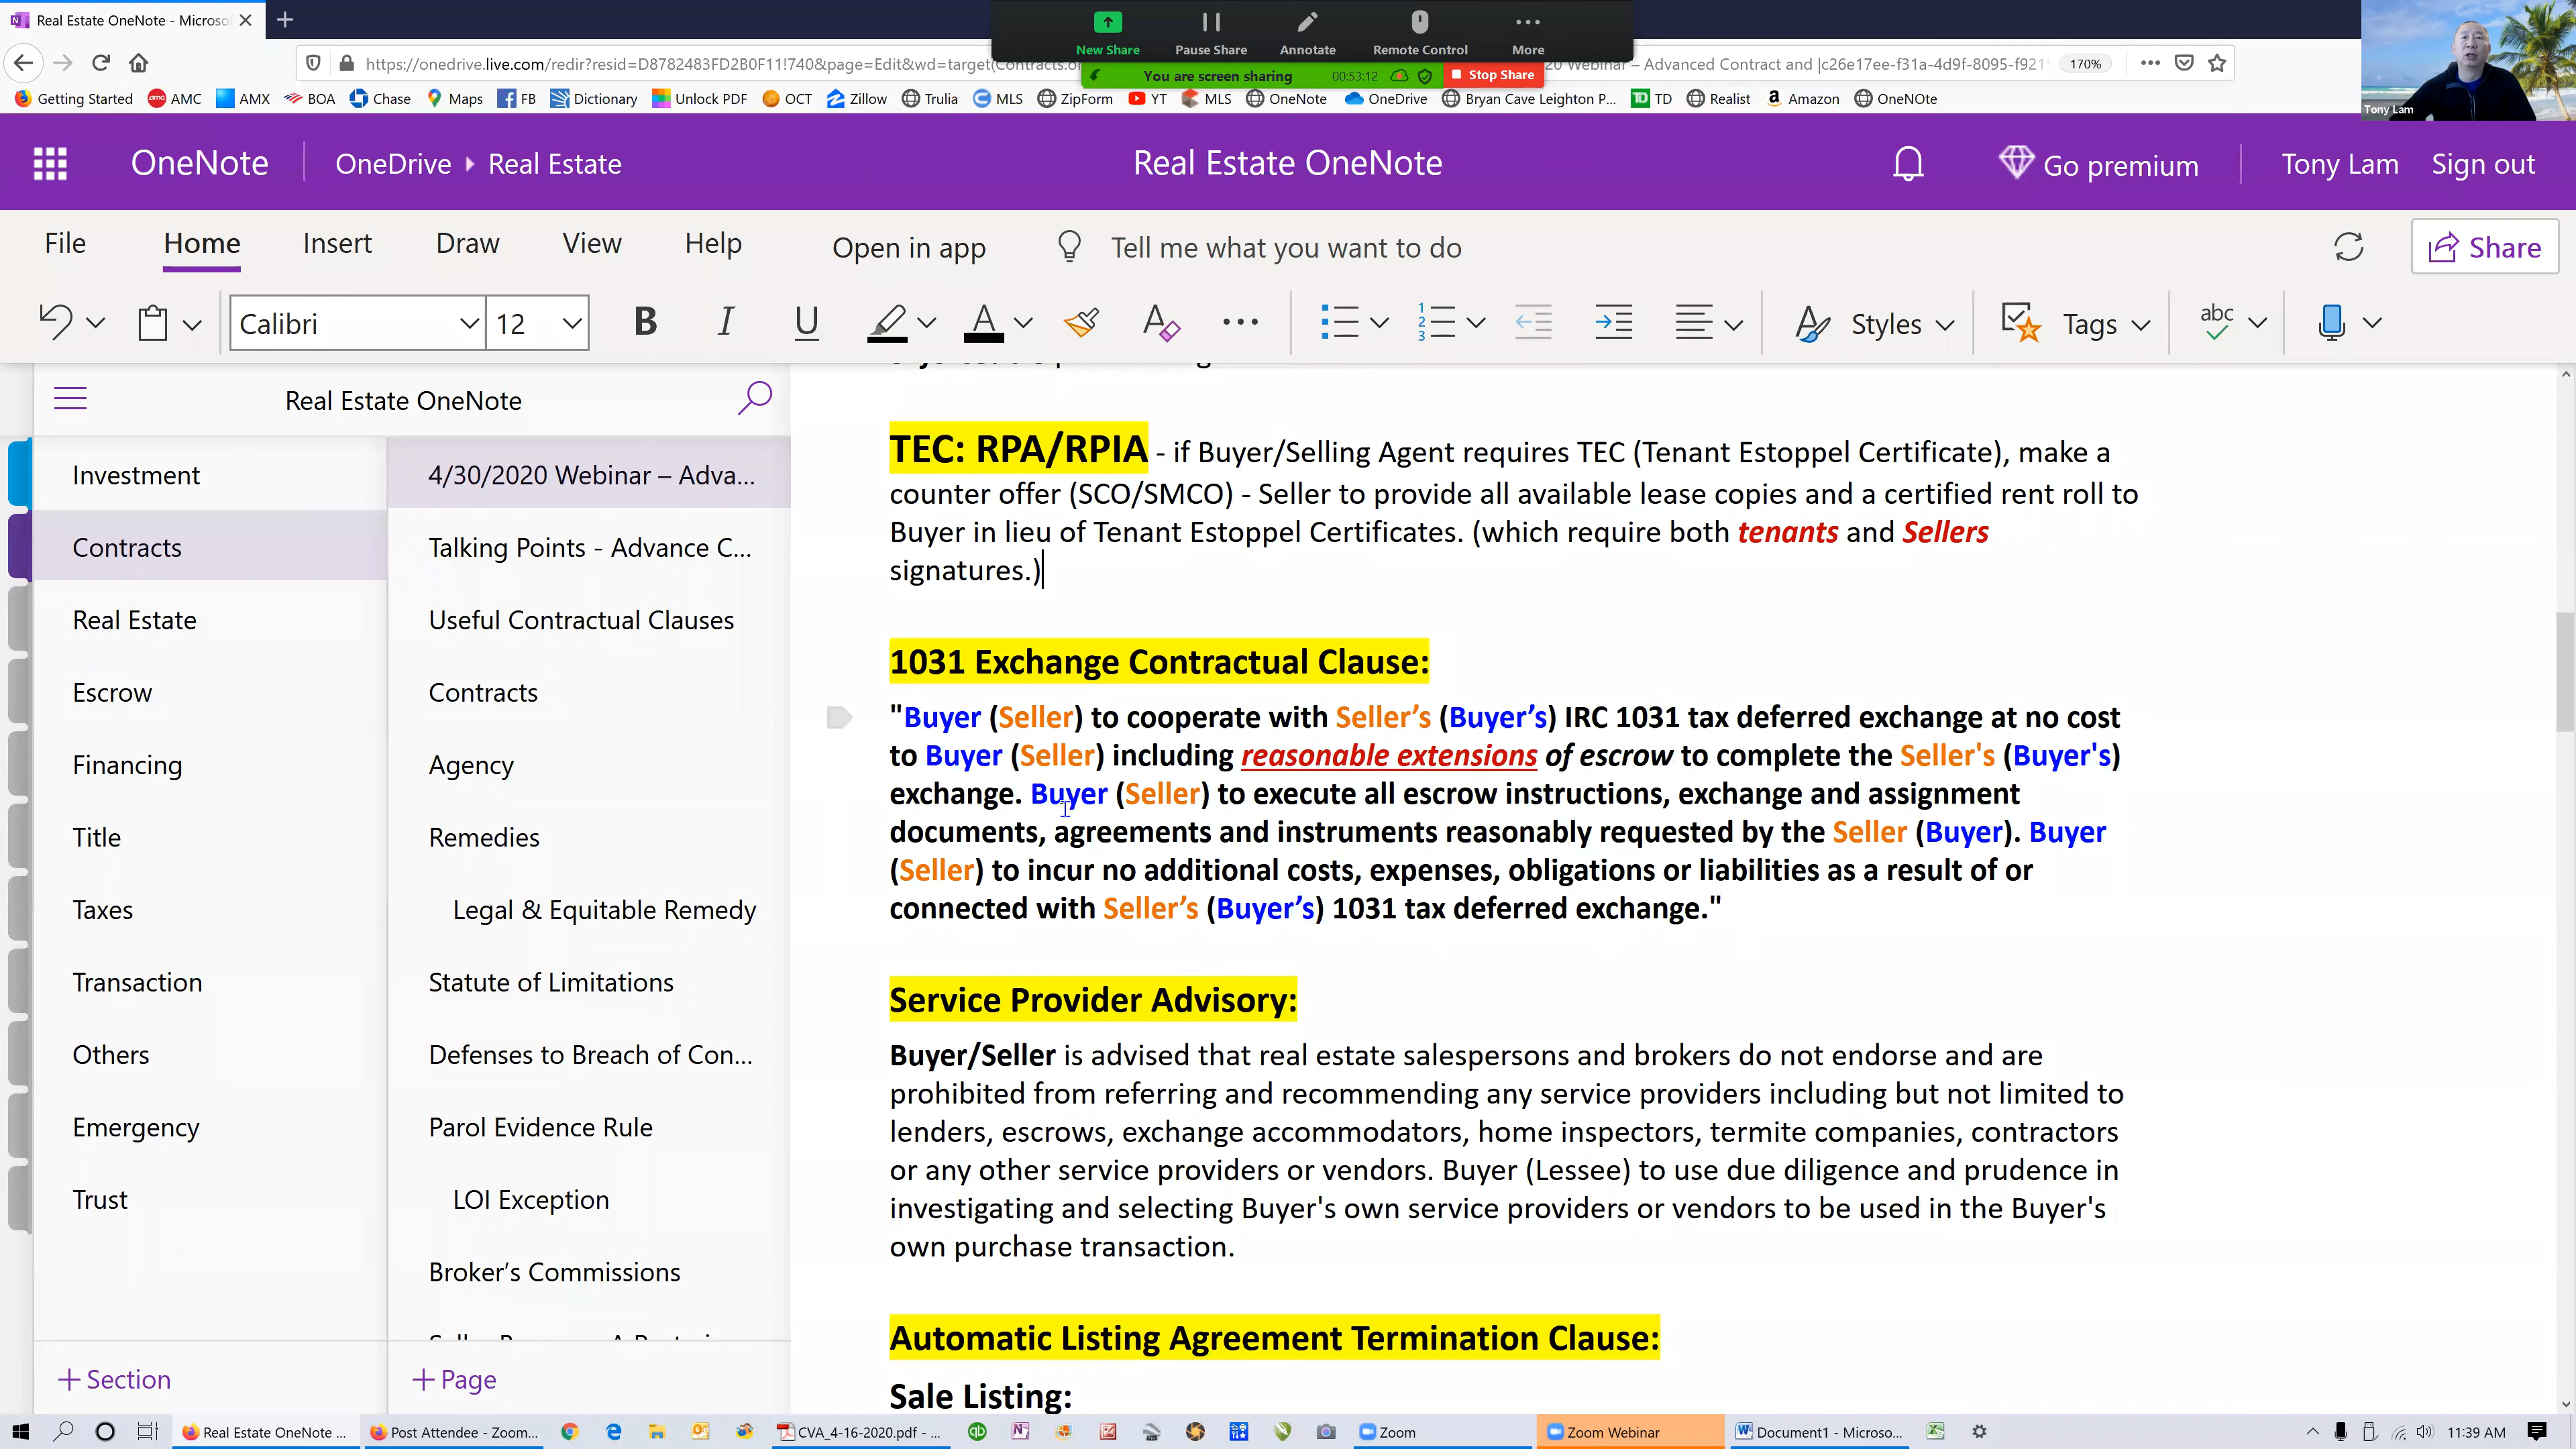 Real Estate OneNote - Microso
New Share
Pause Share
Annotate
Remote Control
More
https://onedrive.live.com/redir?resid=D8782483FD2B0F11!740&page=Edit&wd=target(Contracts.o
You are screen sharing
00:53:12
Stop Share
20 Webinar – Advanced Contract and |c26e17ee-f31a-4d9f-8095-f921
170%
Getting Started
AMC
AMX
BOA
Chase
Maps
FB
Dictionary
Unlock PDF
OCT
Zillow
Trulia
MLS
ZipForm
YT
MLS
OneNote
OneDrive
Bryan Cave Leighton P...
TD
Realist
Amazon
OneNOte
Tony Lam
OneNote
OneDrive
Real Estate
Real Estate OneNote
Go premium
Tony Lam
Sign out
File
Home
Insert
Draw
View
Help
Open in app
Tell me what you want to do
Share
Calibri
12
B
I
U
Styles
Tags
abc
Real Estate OneNote
Investment
Contracts
Real Estate
Escrow
Financing
Title
Taxes
Transaction
Others
Emergency
Trust
+ Section
4/30/2020 Webinar – Adva...
Talking Points - Advance C...
Useful Contractual Clauses
Contracts
Agency
Remedies
Legal & Equitable Remedy
Statute of Limitations
Defenses to Breach of Con...
Parol Evidence Rule
LOI Exception
Broker’s Commissions
+ Page
TEC: RPA/RPIA - if Buyer/Selling Agent requires TEC (Tenant Estoppel Certificate), make a
counter offer (SCO/SMCO) - Seller to provide all available lease copies and a certified rent roll to
Buyer in lieu of Tenant Estoppel Certificates. (which require both tenants and Sellers
signatures.)
1031 Exchange Contractual Clause:
"Buyer (Seller) to cooperate with Seller’s (Buyer’s) IRC 1031 tax deferred exchange at no cost
to Buyer (Seller) including reasonable extensions of escrow to complete the Seller's (Buyer's)
exchange. Buyer (Seller) to execute all escrow instructions, exchange and assignment
documents, agreements and instruments reasonably requested by the Seller (Buyer). Buyer
(Seller) to incur no additional costs, expenses, obligations or liabilities as a result of or
connected with Seller’s (Buyer’s) 1031 tax deferred exchange."
Service Provider Advisory:
Buyer/Seller is advised that real estate salespersons and brokers do not endorse and are
prohibited from referring and recommending any service providers including but not limited to
lenders, escrows, exchange accommodators, home inspectors, termite companies, contractors
or any other service providers or vendors. Buyer (Lessee) to use due diligence and prudence in
investigating and selecting Buyer's own service providers or vendors to be used in the Buyer's
own purchase transaction.
Automatic Listing Agreement Termination Clause:
Sale Listing:
Real Estate OneNote ...
Post Attendee - Zoom...
CVA_4-16-2020.pdf - ...
Zoom
Zoom Webinar
Document1 - Microso...
11:39 AM